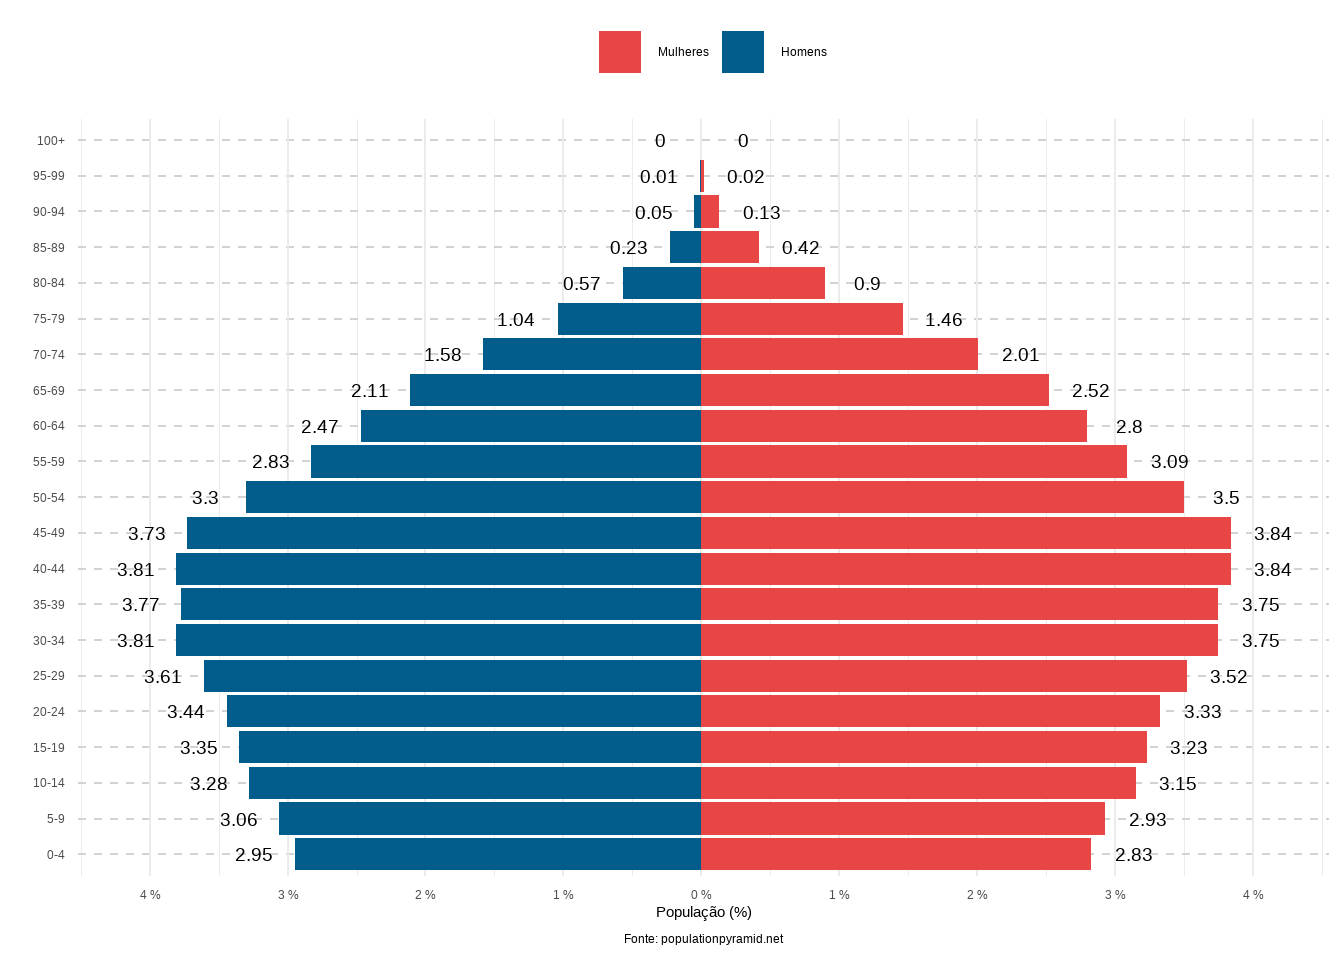 Mulheres Homens
100+ 0 0
95-99 0.01 0.02
90-94 0.05 0.13
85-89 0.23 0.42
80-84 0.57 0.9
75-79 1.04 1.46
70-74 1.58 2.01
65-69 2.11 2.52
60-64 2.47 2.8
55-59 2.83 3.09
50-54 3.3 3.5
45-49 3.73 3.84
40-44 3.81 3.84
35-39 3.77 3.75
30-34 3.81 3.75
25-29 3.61 3.52
20-24 3.44 3.33
15-19 3.35 3.23
10-14 3.28 3.15
5-9 3.06 2.93
0-4 2.95 2.83
4 % 3 % 2 % 1 % 0 % 1 % 2 % 3 % 4 %
População (%)
Fonte: populationpyramid.net